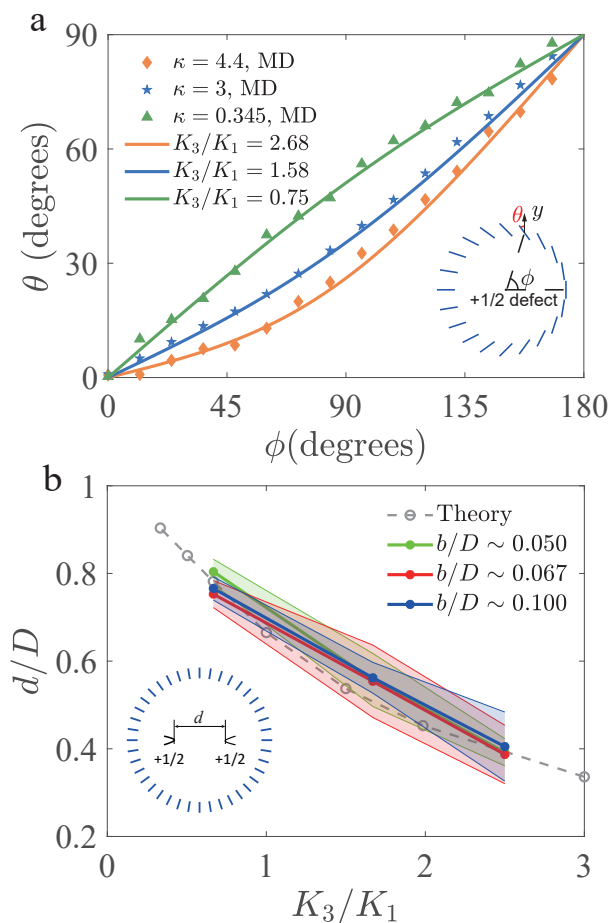 a
90
60
30
0
θ (degrees)
κ = 4.4, MD
κ = 3, MD
κ = 0.345, MD
K₃/K₁ = 2.68
K₃/K₁ = 1.58
K₃/K₁ = 0.75
θ y
ϕ
+1/2 defect
0 45 90 135 180
ϕ(degrees)
b
1
0.8
0.6
0.4
0.2
d/D
Theory
b/D ∼ 0.050
b/D ∼ 0.067
b/D ∼ 0.100
d
+1/2 +1/2
0 1 2 3
K₃/K₁